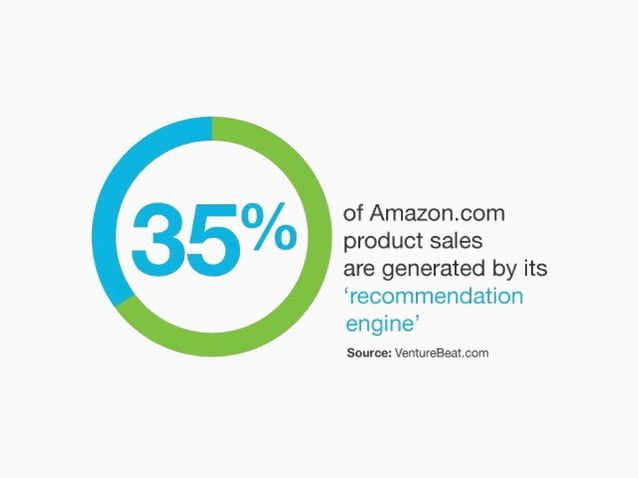 35%
of Amazon.com
product sales
are generated by its
‘recommendation
engine’
Source: VentureBeat.com